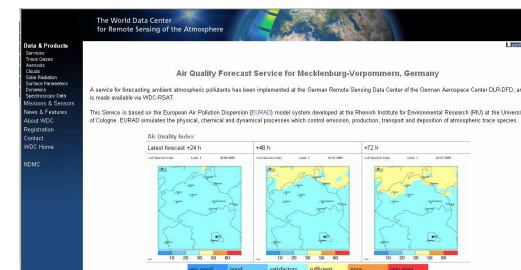 The World Data Center
for Remote Sensing of the Atmosphere
Data & Products
Services
Trace Gases
Aerosols
Clouds
Solar Radiation
Surface Parameters
Dynamics
Spectroscopy Data
Missions & Sensors
News & Features
About WDC
Registration
Contact
WDC Home
NDMC
Air Quality Forecast Service for Mecklenburg-Vorpommern, Germany
A service for forecasting ambient atmospheric pollutants has been implemented at the German Remote Sensing Data Center of the German Aerospace Center DLR-DFD, an
is made available via WDC-RSAT.
This Service is based on the European Air Pollution Dispersion (EURAD) model system developed at the Rhenish Institute for Environmental Research (RIU) at the Universi
of Cologne. EURAD simulates the physical, chemical and dynamical processes which control emission, production, transport and deposition of atmospheric trace species.
Air Quality Index
Latest forecast +24 h
+48 h
+72 h
10 20 30 50 80
10 20 30 50 80
10 20 30 50 80
very good good satisfactory sufficient poor very poor